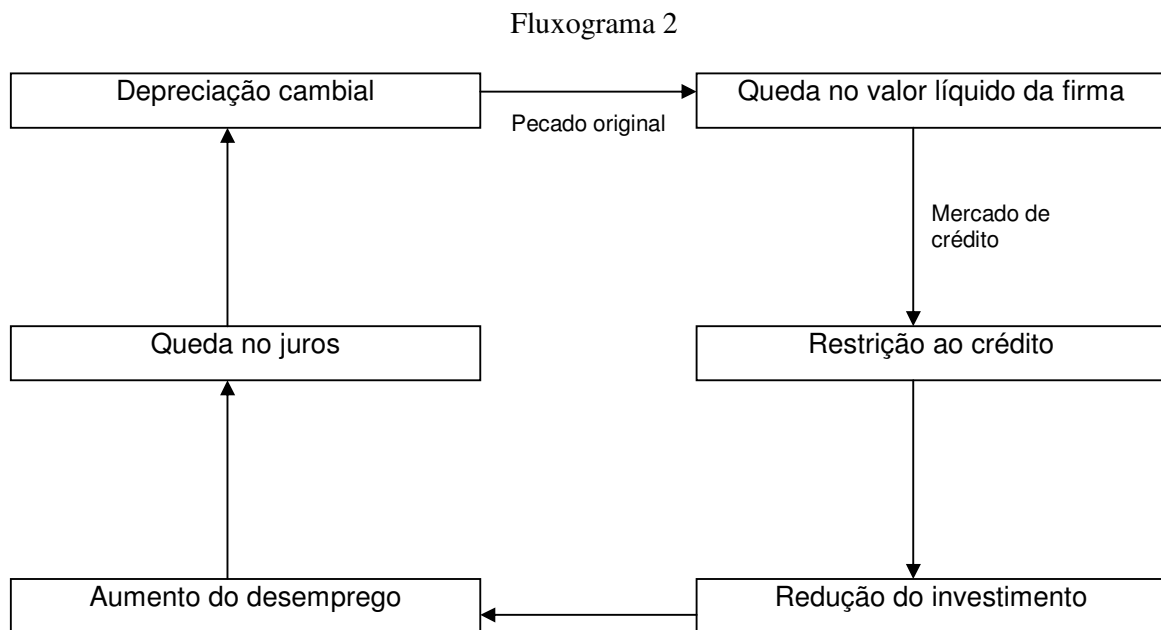 Fluxograma 2
Depreciação cambial
Queda no valor líquido da firma
Pecado original
Mercado de
crédito
Queda no juros
Restrição ao crédito
Aumento do desemprego
Redução do investimento